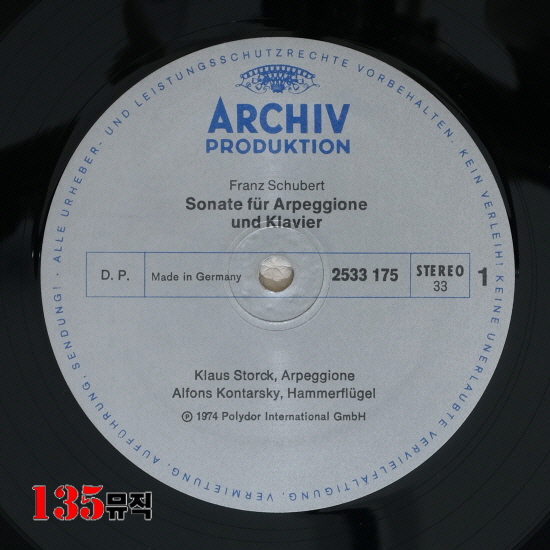 ALLE URHEBER- UND LEISTUNGSSCHUTZRECHTE VORBEHALTEN. KEIN VERLEIH! KEINE UNERLAUBTE VERVIELFÄLTIGUNG, VERMIETUNG, AUFFÜHRUNG, SENDUNG! ·
ARCHIV
PRODUKTION
Franz Schubert
Sonate für Arpeggione
und Klavier
D. P. Made in Germany 2533 175 STEREO 33 1
Klaus Storck, Arpeggione
Alfons Kontarsky, Hammerflügel
℗ 1974 Polydor International GmbH
135뮤직